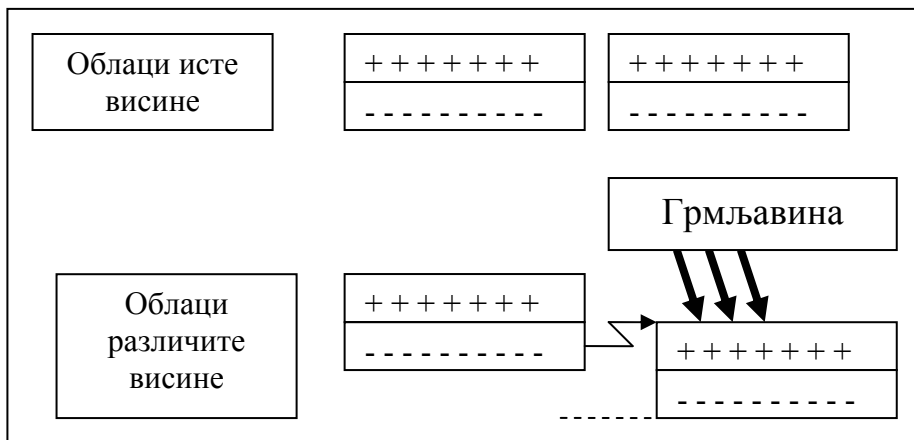 Облаци исте
висине
+ + + + + + +
- - - - - - - - - -
+ + + + + + +
- - - - - - - - - -
Грмљавина
Облаци
различите
висине
+ + + + + + +
- - - - - - - - - -
+ + + + + + +
- - - - - - - - - -